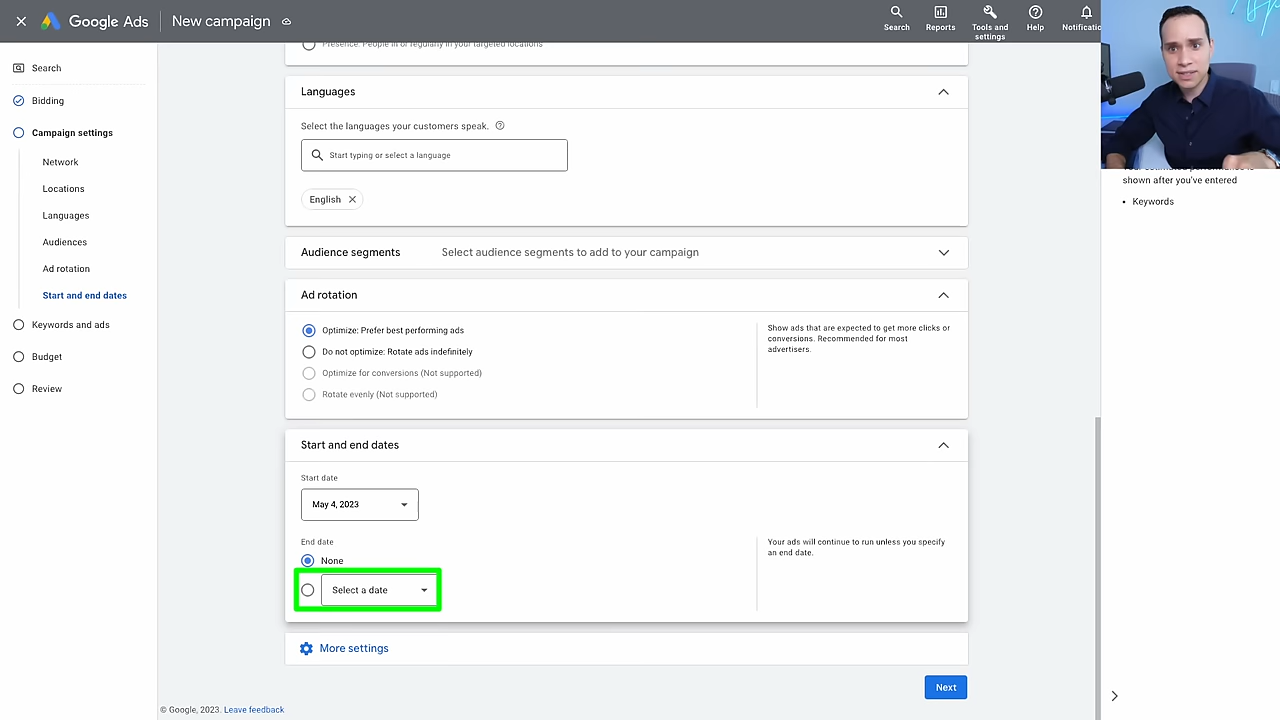 Google Ads
New campaign
Search
Reports
Tools and settings
Help
Search
Bidding
Campaign settings
Network
Locations
Languages
Audiences
Ad rotation
Start and end dates
Keywords and ads
Budget
Review
Presence: People in or regularly in your targeted locations
Languages
Select the languages your customers speak.
Start typing or select a language
English
Audience segments
Select audience segments to add to your campaign
Ad rotation
Optimize: Prefer best performing ads
Do not optimize: Rotate ads indefinitely
Optimize for conversions (Not supported)
Rotate evenly (Not supported)
Show ads that are expected to get more clicks or
conversions. Recommended for most
advertisers.
Start and end dates
Start date
May 4, 2023
End date
None
Select a date
Your ads will continue to run unless you specify
an end date.
More settings
Next
© Google, 2023. Leave feedback
Your estimated performance is
shown after you've entered
• Keywords